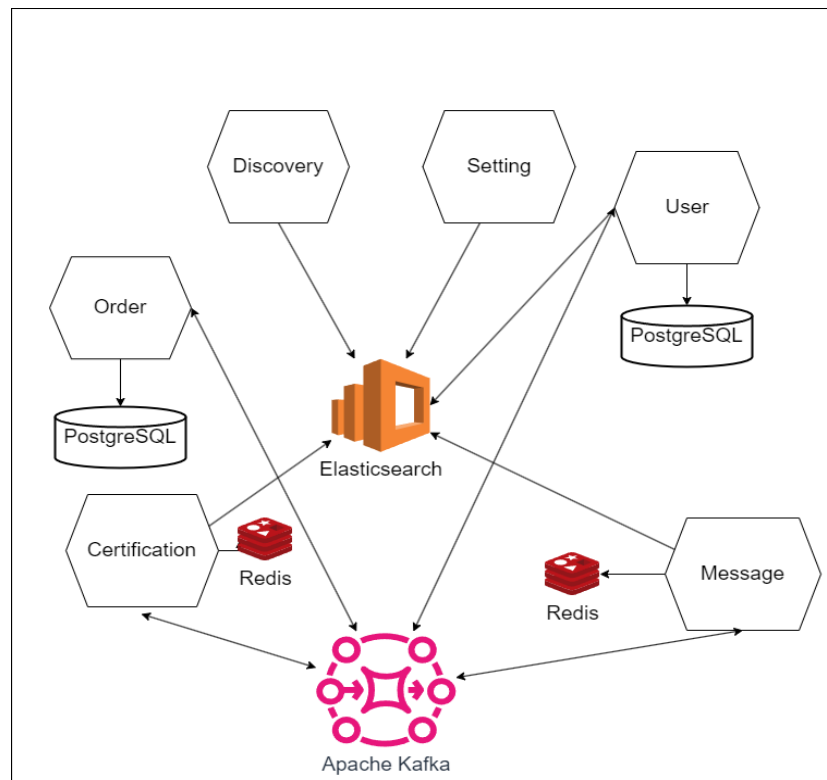 Discovery
Setting
User
Order
PostgreSQL
PostgreSQL
Elasticsearch
Certification
Redis
Redis
Message
Apache Kafka